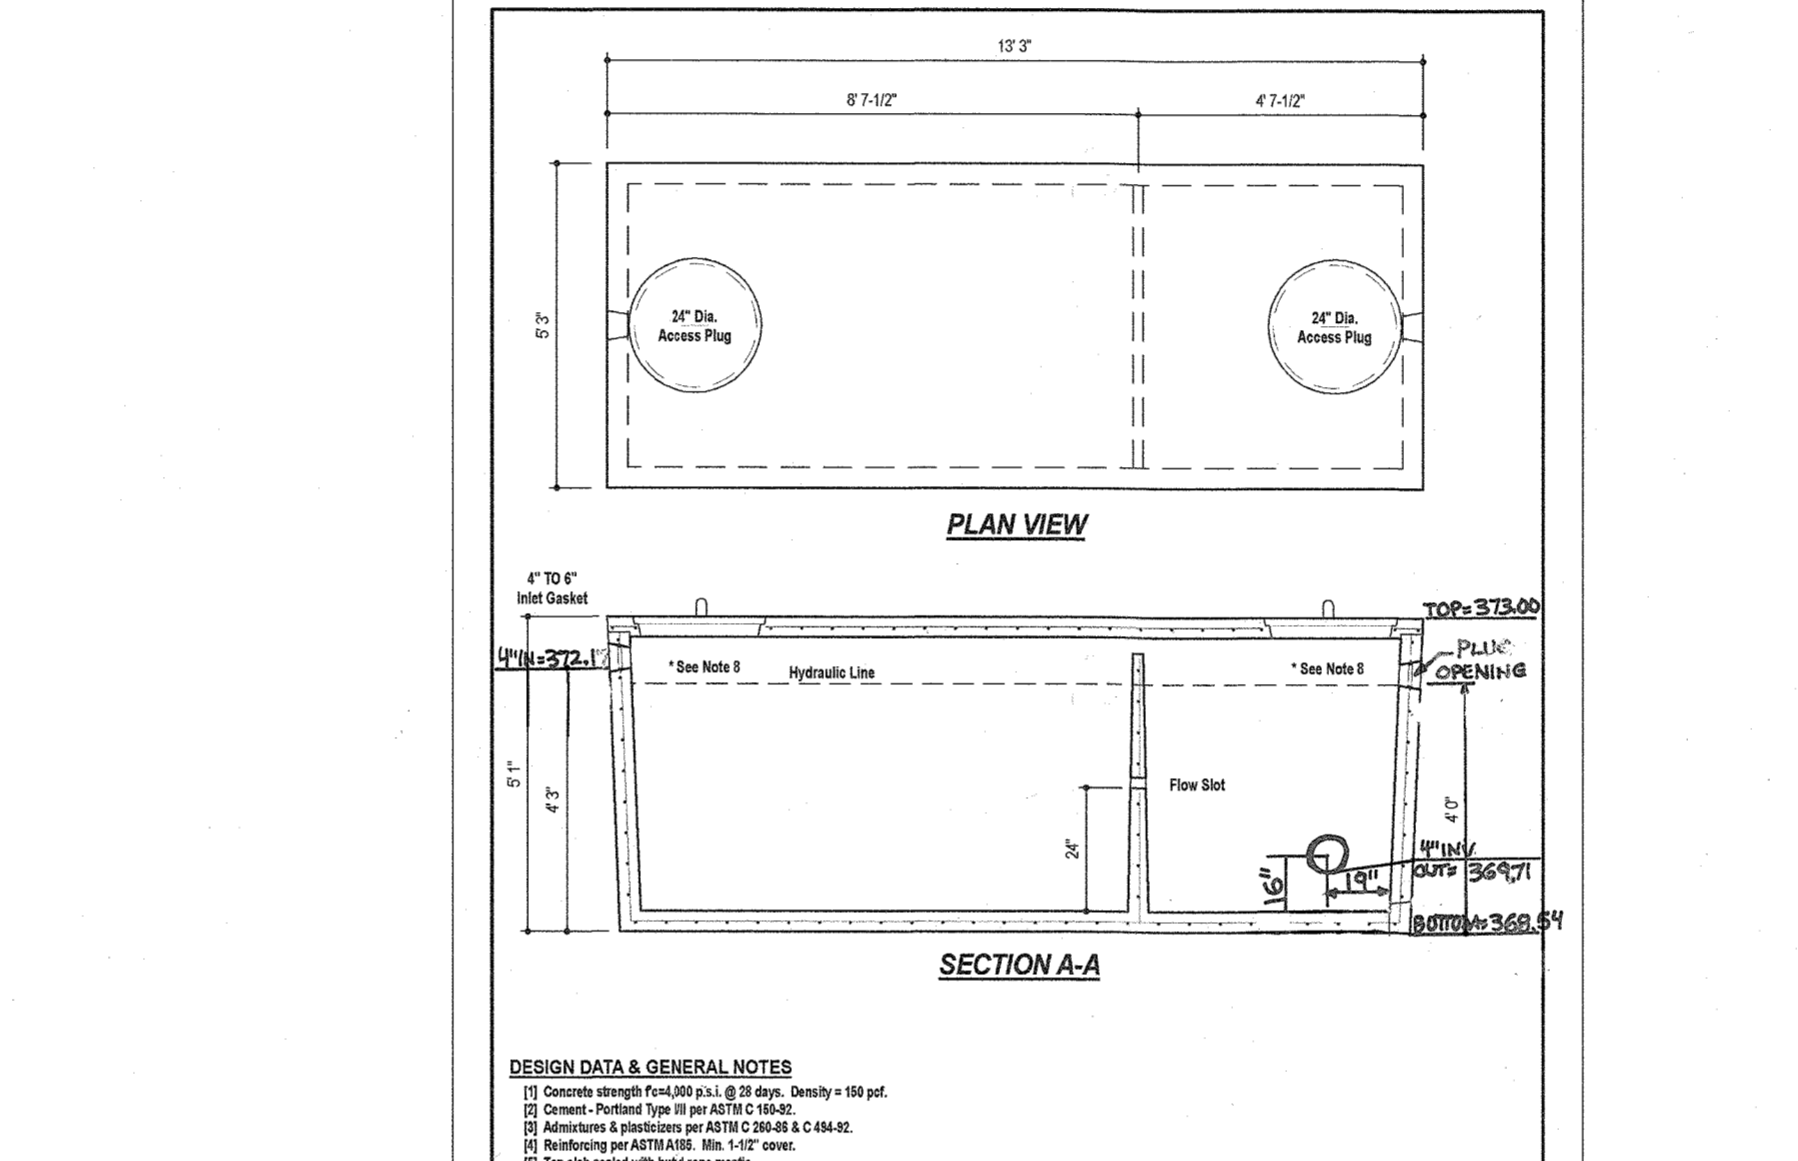 13' 3"
8' 7-1/2"
4' 7-1/2"
5' 3"
24" Dia.
Access Plug
24" Dia.
Access Plug
PLAN VIEW
4" TO 6"
Inlet Gasket
TOP=373.00
4"IN=372.17
* See Note 8
Hydraulic Line
* See Note 8
PLUG
OPENING
5' 1"
4' 3"
24"
Flow Slot
4' 0"
16"
19"
4"INV.
OUT= 369.71
BOTTOM=368.54
SECTION A-A
DESIGN DATA & GENERAL NOTES
[1] Concrete strength f'c=4,000 p.s.i. @ 28 days. Density = 150 pcf.
[2] Cement - Portland Type I/II per ASTM C 150-92.
[3] Admixtures & plasticizers per ASTM C 260-86 & C 494-92.
[4] Reinforcing per ASTM A185. Min. 1-1/2" cover.